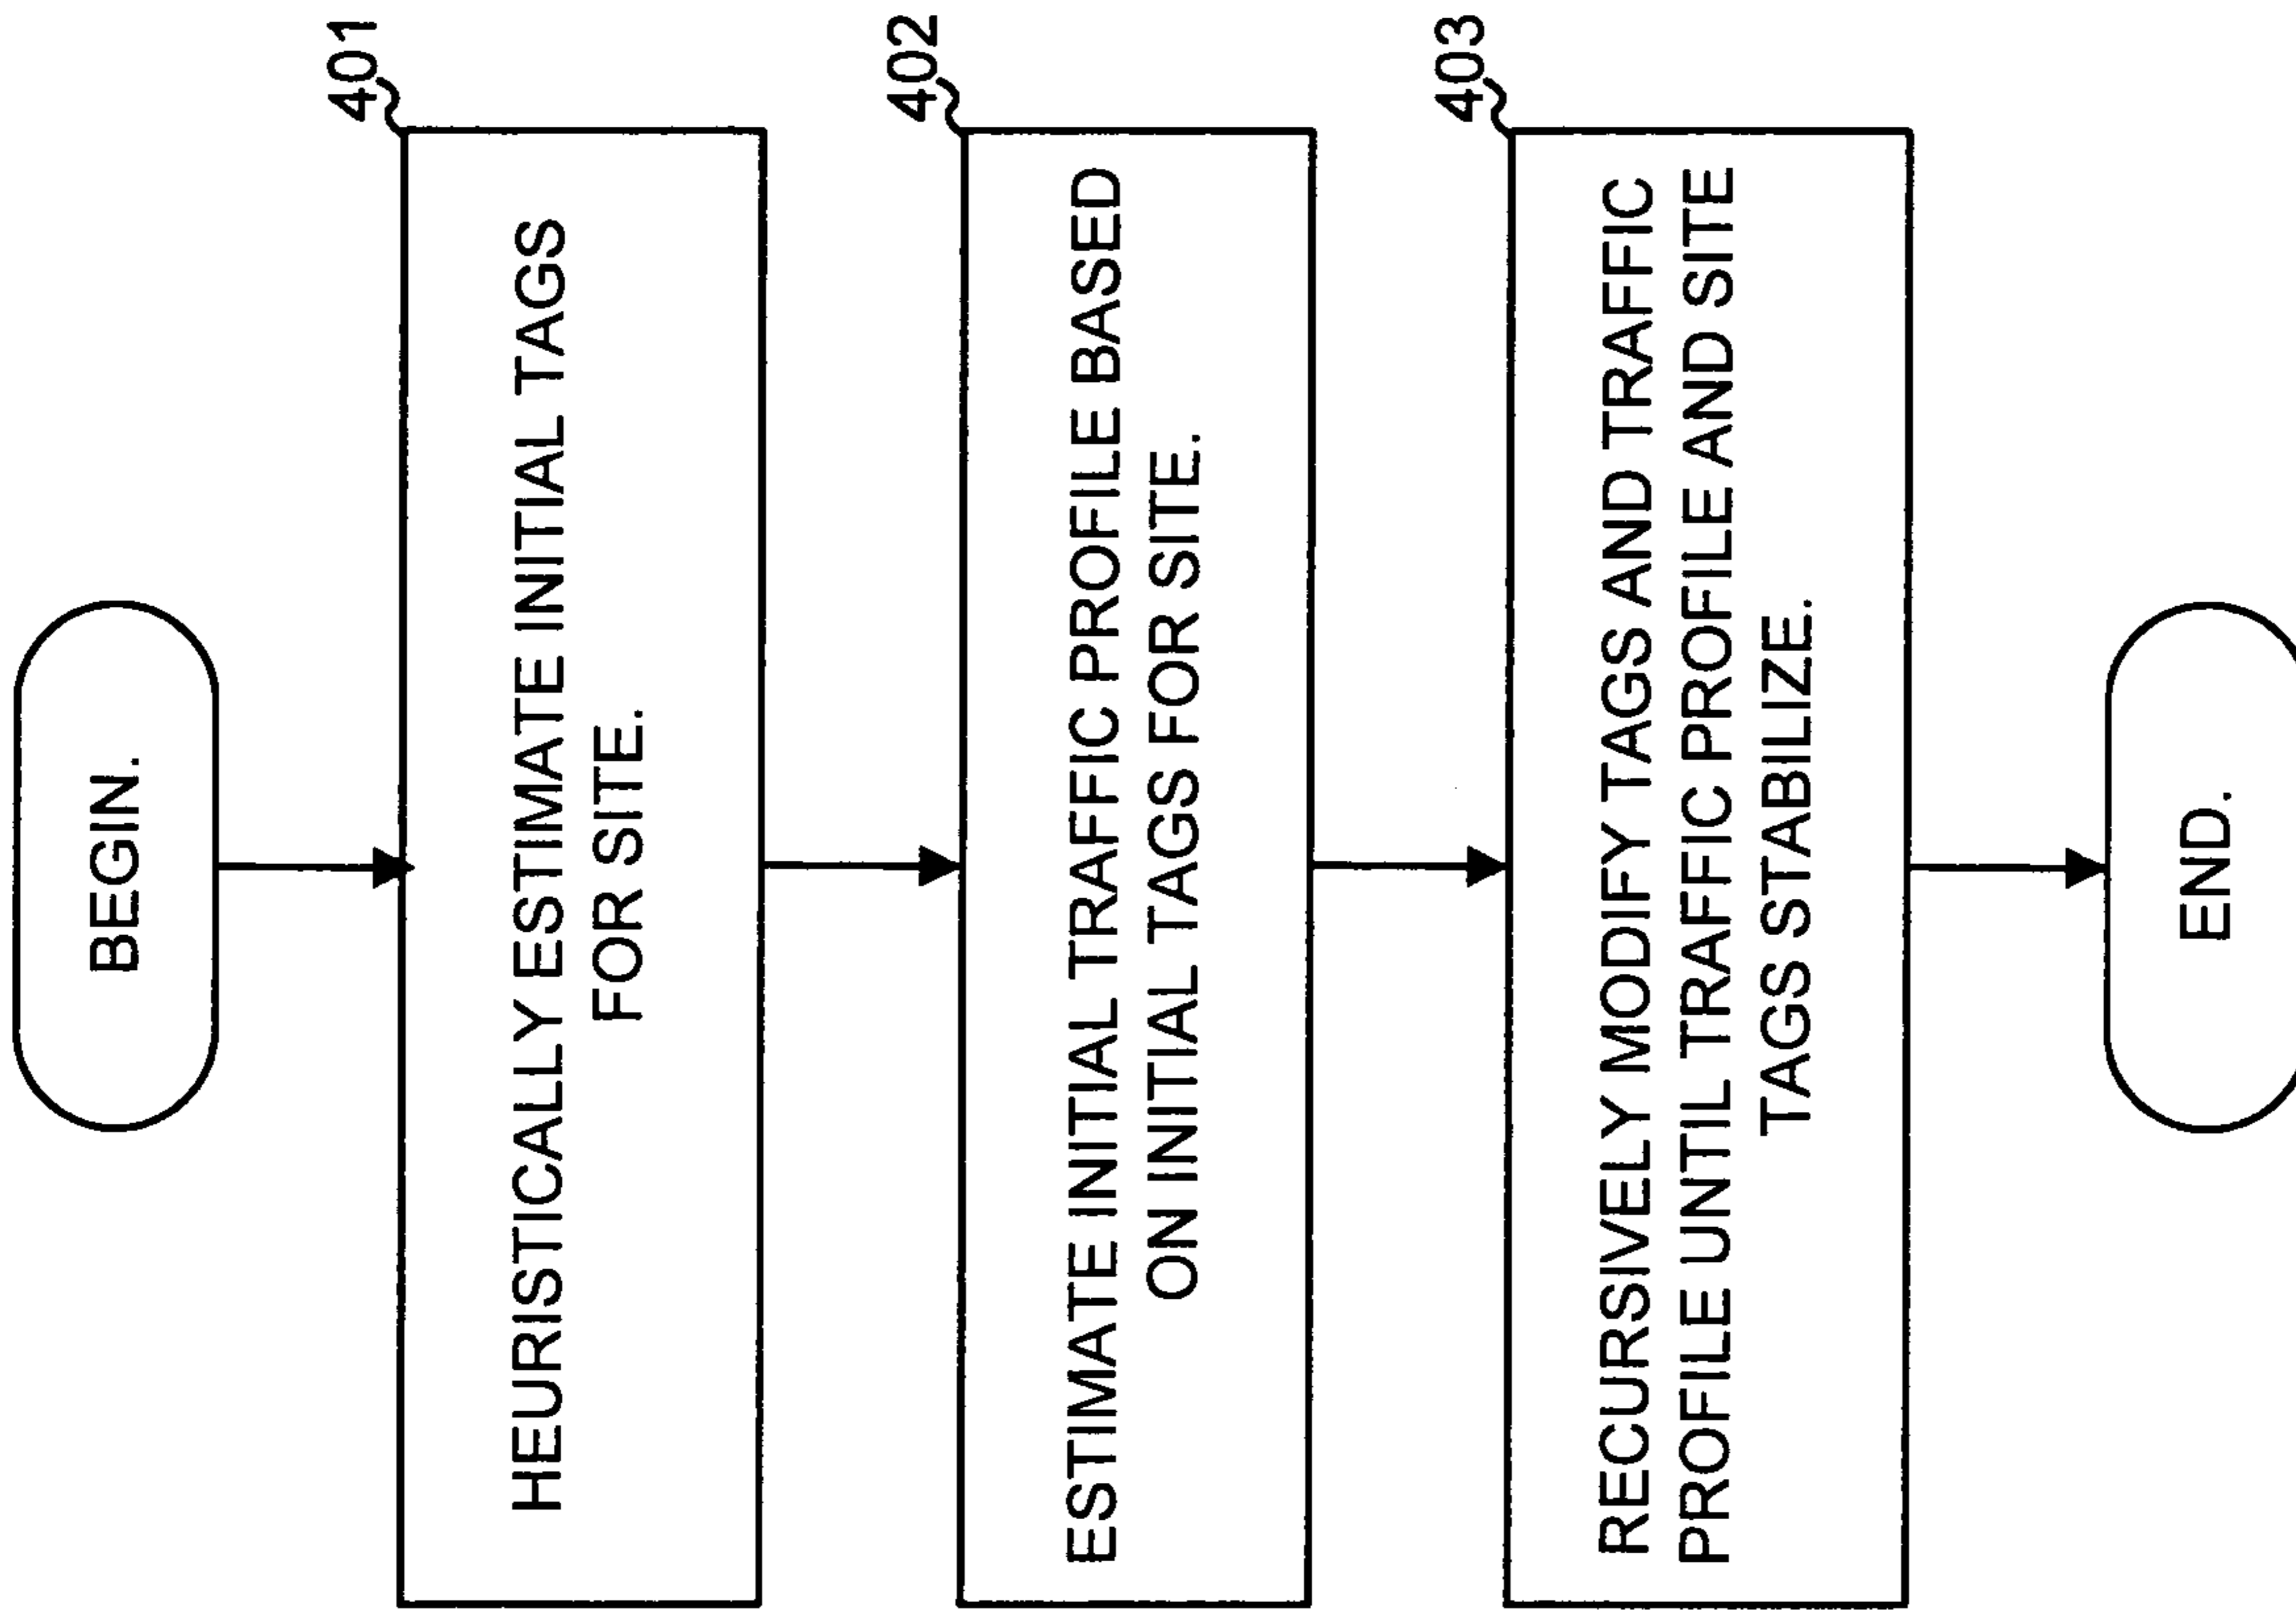 BEGIN.
401
HEURISTICALLY ESTIMATE INITIAL TAGS
FOR SITE.
402
ESTIMATE INITIAL TRAFFIC PROFILE BASED
ON INITIAL TAGS FOR SITE.
403
RECURSIVELY MODIFY TAGS AND TRAFFIC
PROFILE UNTIL TRAFFIC PROFILE AND SITE
TAGS STABILIZE.
END.